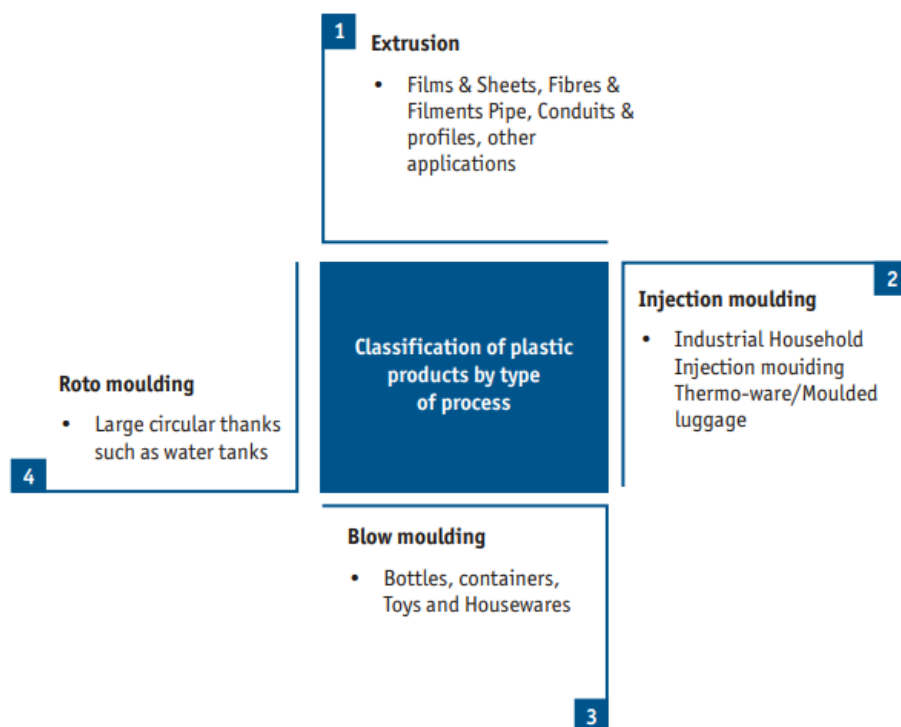 1
Extrusion
• Films & Sheets, Fibres &
Filments Pipe, Conduits &
profiles, other
applications
2
Injection moulding
• Industrial Household
Injection mouiding
Thermo-ware/Moulded
luggage
Classification of plastic
products by type
of process
Roto moulding
• Large circular thanks
such as water tanks
4
Blow moulding
• Bottles, containers,
Toys and Housewares
3